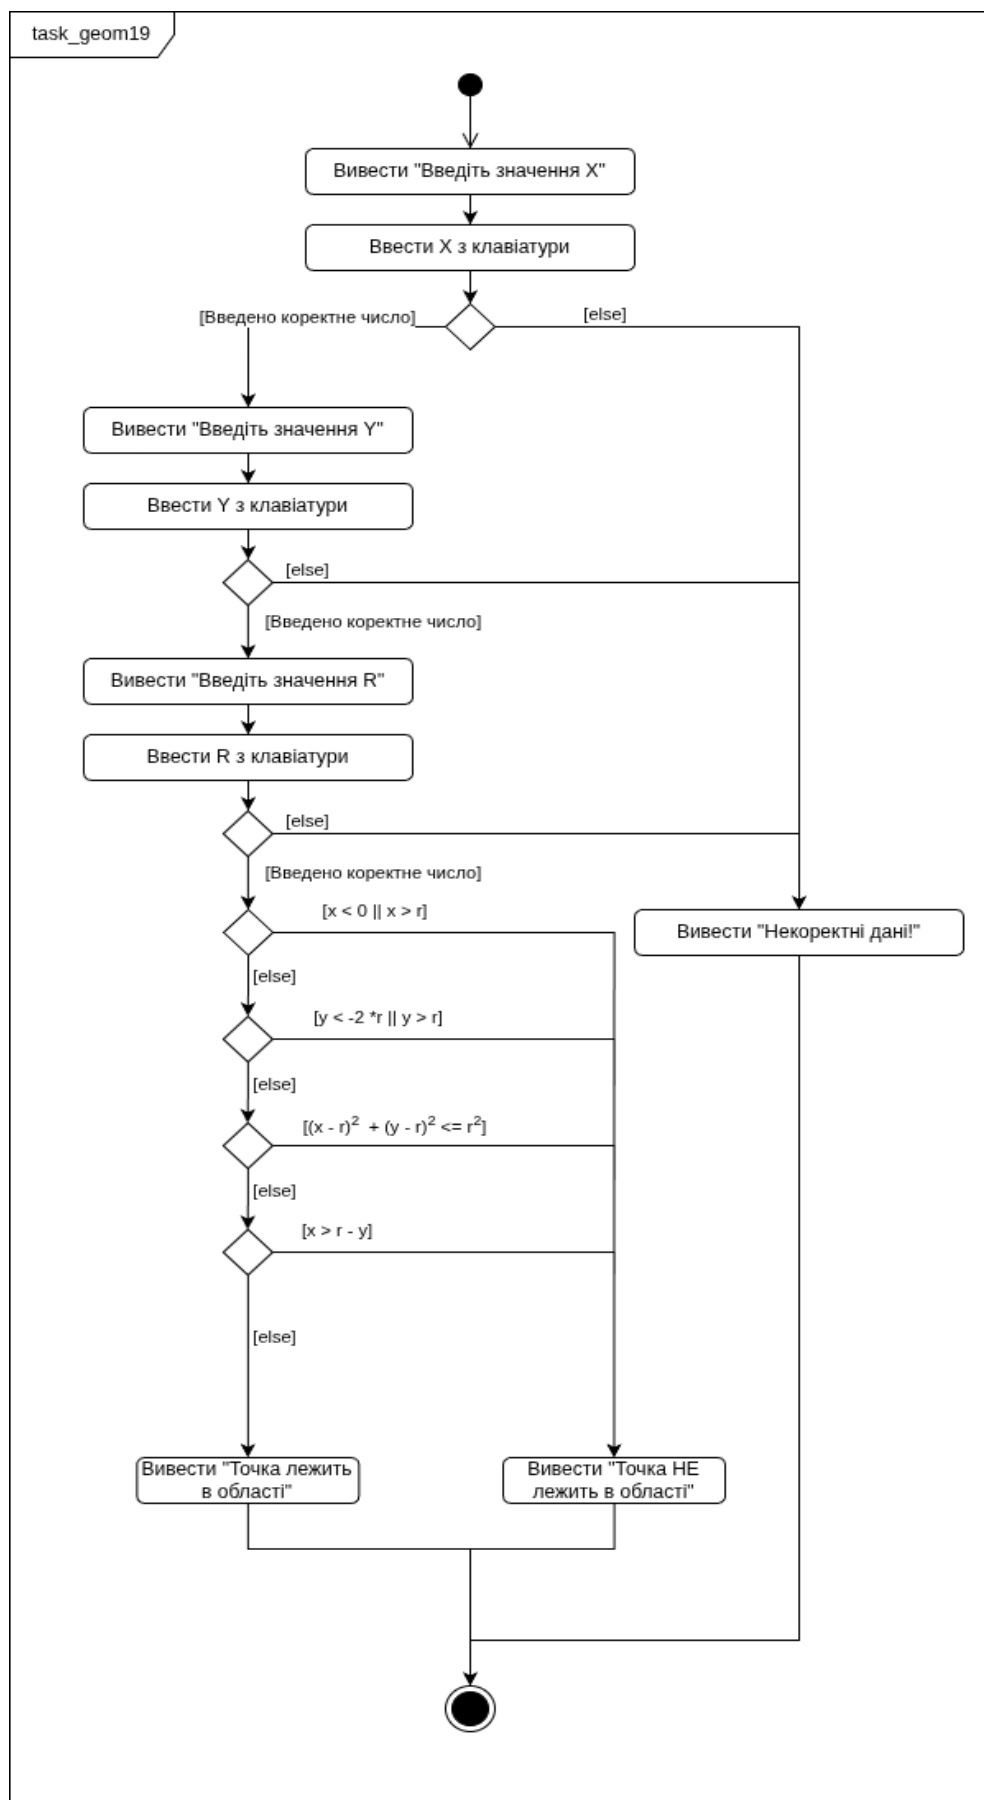 task_geom19
Вивести "Введіть значення X"
Ввести X з клавіатури
[Введено коректне число]
[else]
Вивести "Введіть значення Y"
Ввести Y з клавіатури
[else]
[Введено коректне число]
Вивести "Введіть значення R"
Ввести R з клавіатури
[else]
[Введено коректне число]
[x < 0 || x > r]
Вивести "Некоректні дані!"
[else]
[y < -2 *r || y > r]
[else]
[(x - r)² + (y - r)² <= r²]
[else]
[x > r - y]
[else]
Вивести "Точка лежить
в області"
Вивести "Точка НЕ
лежить в області"